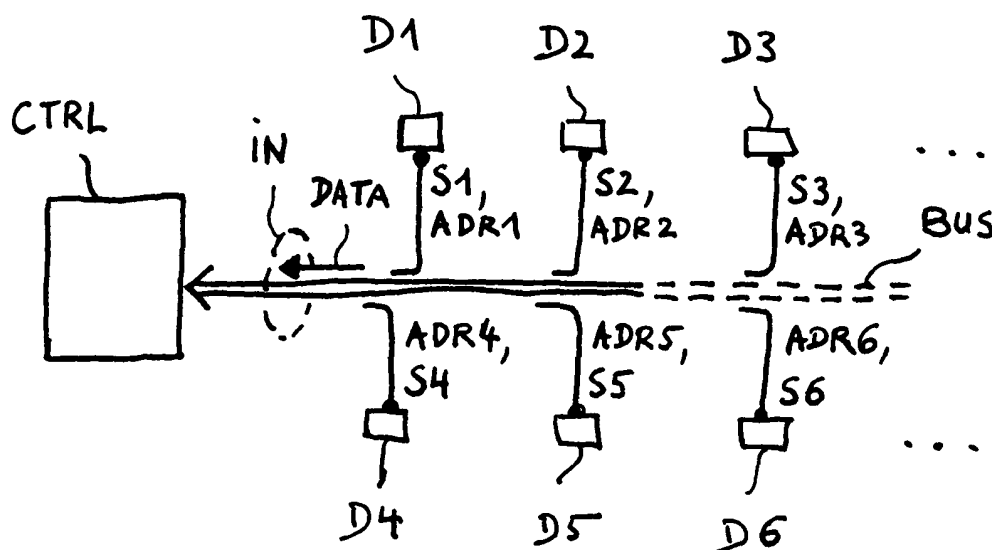 D1
D2
D3
CTRL
iN
DATA
S1,
ADR1
S2,
ADR2
S3,
ADR3
BUS
ADR4,
S4
ADR5,
S5
ADR6,
S6
D4
D5
D6